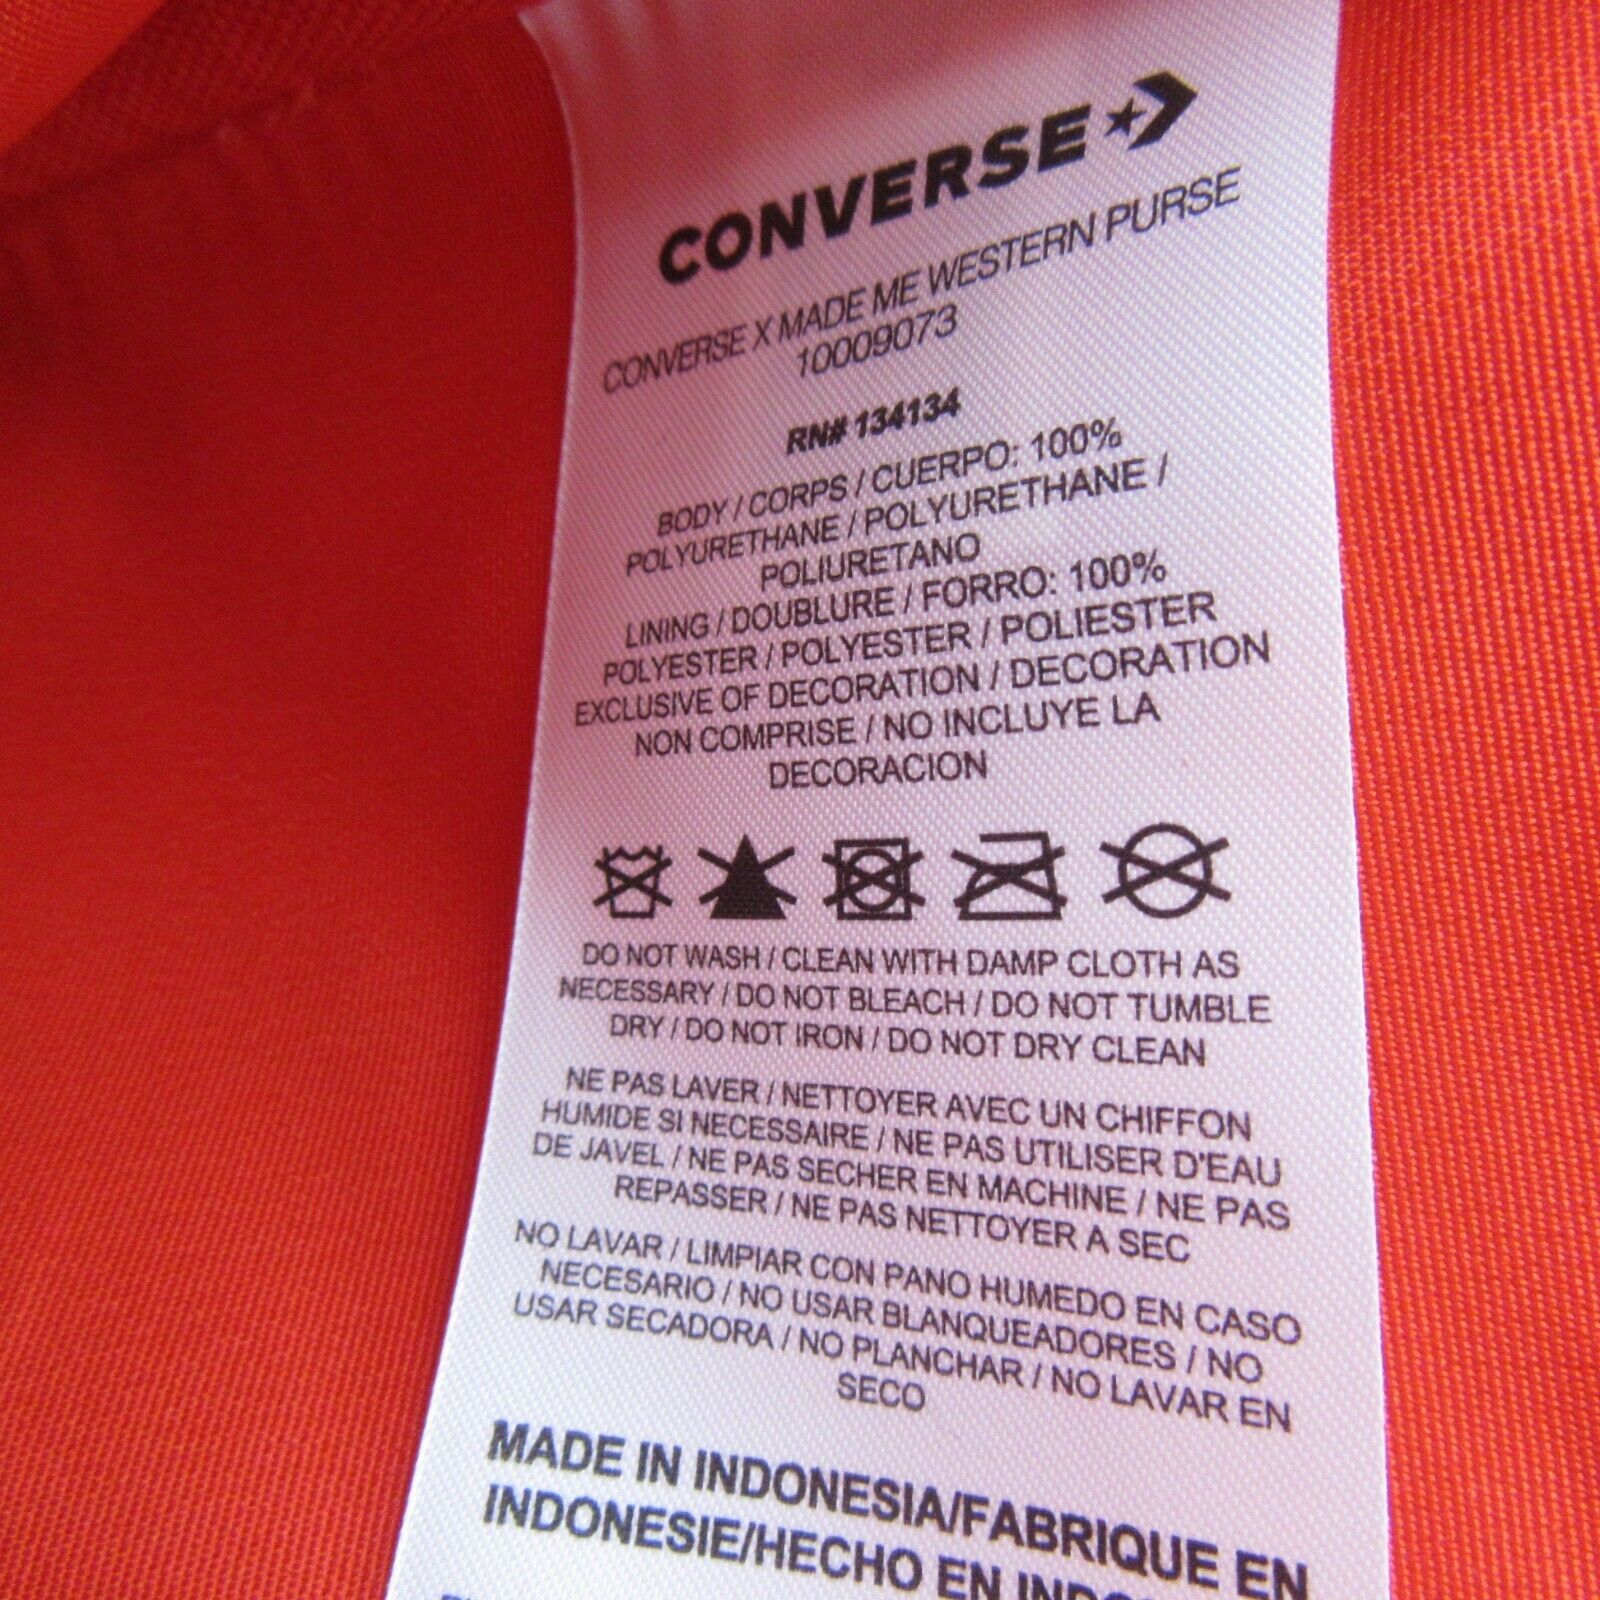 CONVERSE
CONVERSE X MADE ME WESTERN PURSE
10009073
RN# 134134
BODY / CORPS / CUERPO: 100%
POLYURETHANE / POLYURETHANE /
POLIURETANO
LINING / DOUBLURE / FORRO: 100%
POLYESTER / POLYESTER / POLIESTER
EXCLUSIVE OF DECORATION / DECORATION
NON COMPRISE / NO INCLUYE LA
DECORACION
DO NOT WASH / CLEAN WITH DAMP CLOTH AS
NECESSARY / DO NOT BLEACH / DO NOT TUMBLE
DRY / DO NOT IRON / DO NOT DRY CLEAN
NE PAS LAVER / NETTOYER AVEC UN CHIFFON
HUMIDE SI NECESSAIRE / NE PAS UTILISER D'EAU
DE JAVEL / NE PAS SECHER EN MACHINE / NE PAS
REPASSER / NE PAS NETTOYER A SEC
NO LAVAR / LIMPIAR CON PANO HUMEDO EN CASO
NECESARIO / NO USAR BLANQUEADORES / NO
USAR SECADORA / NO PLANCHAR / NO LAVAR EN
SECO
MADE IN INDONESIA/FABRIQUE EN
INDONESIE/HECHO EN